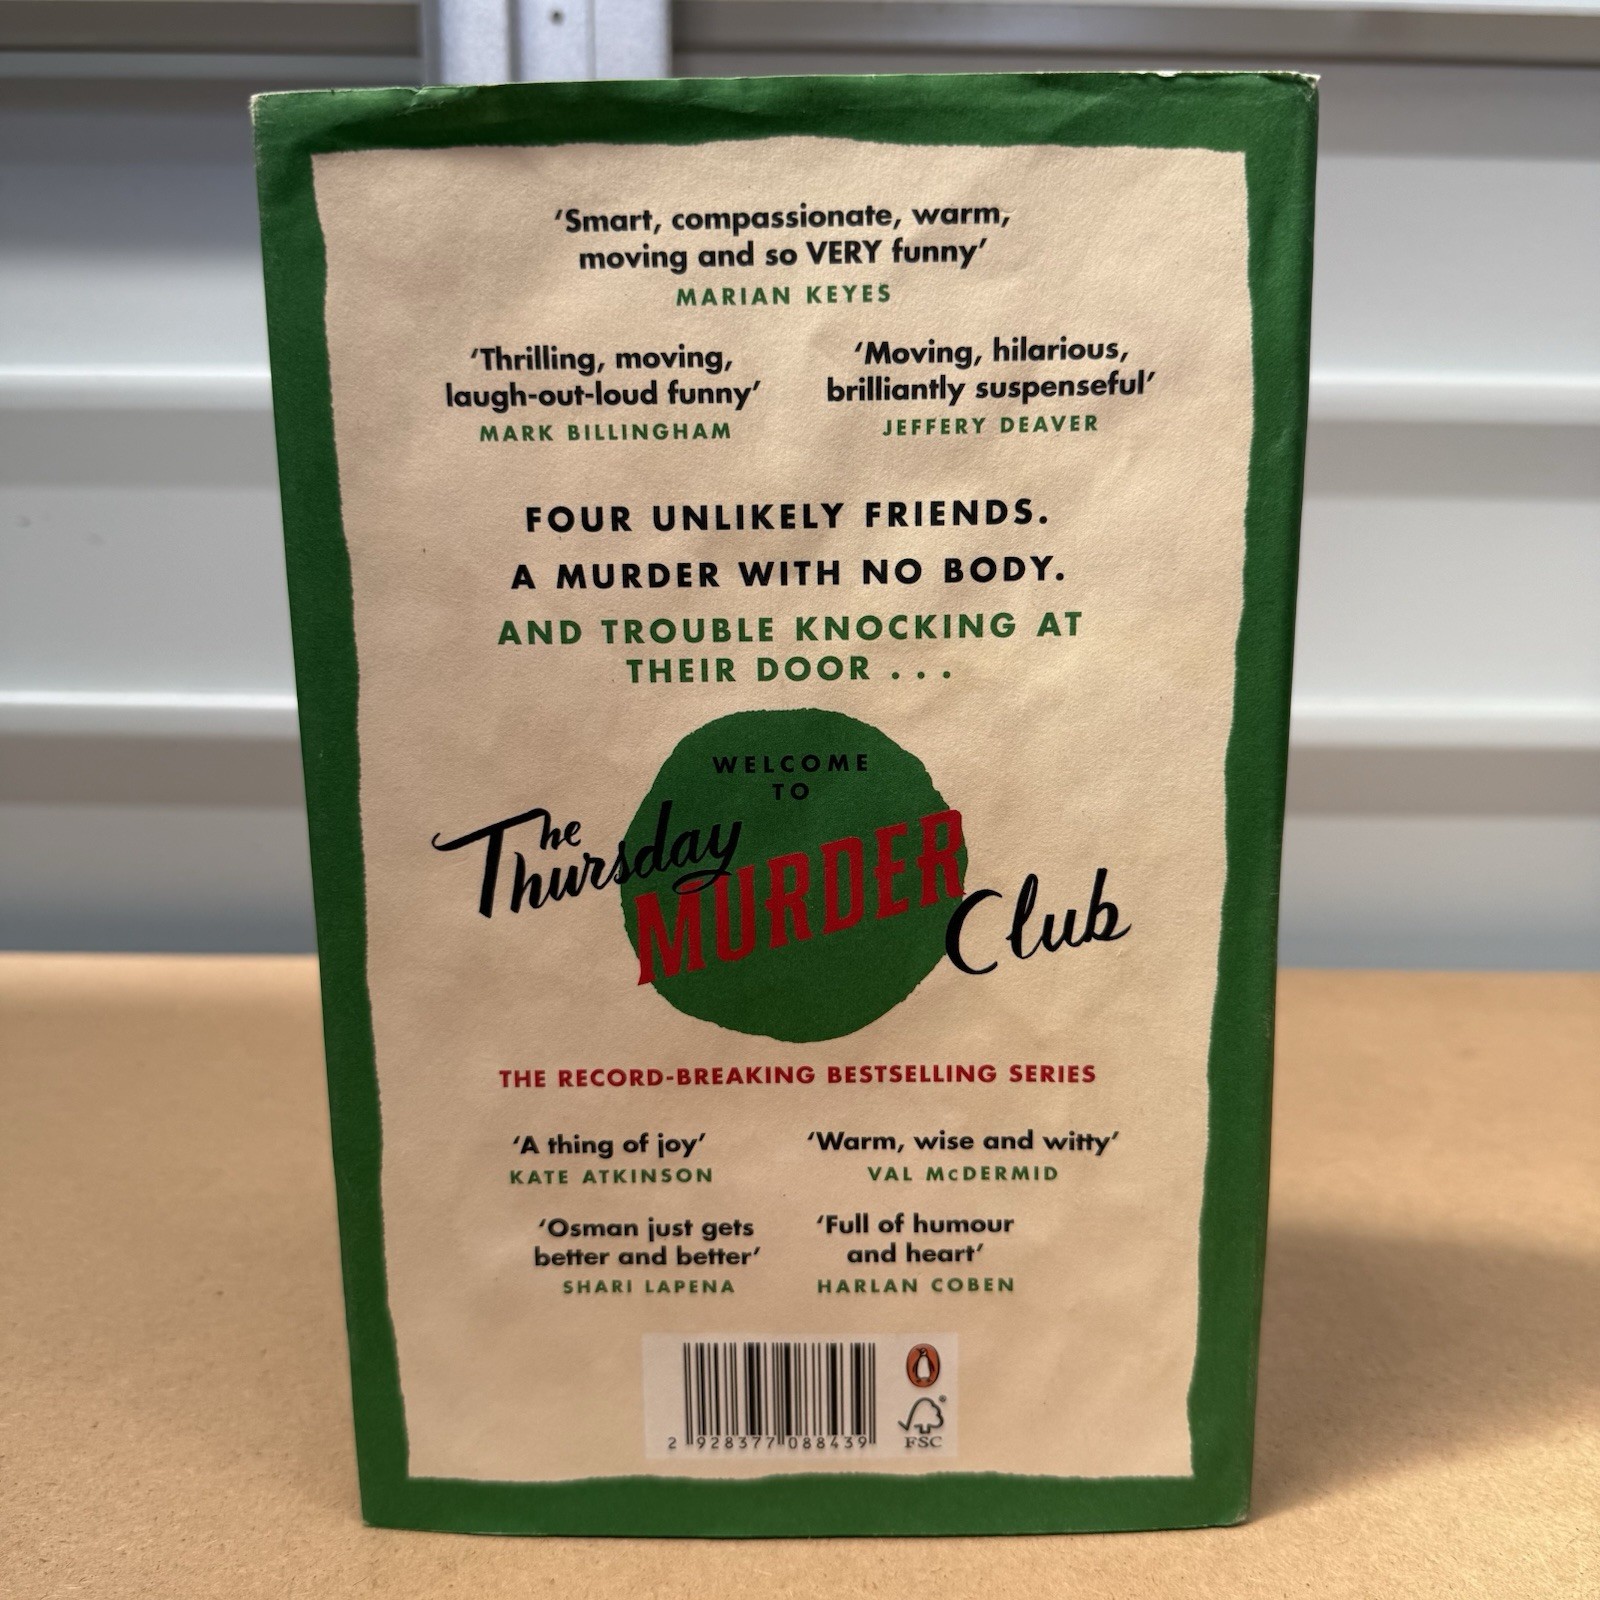 ‘Smart, compassionate, warm,
moving and so VERY funny’
MARIAN KEYES
‘Thrilling, moving,
laugh-out-loud funny’
MARK BILLINGHAM
‘Moving, hilarious,
brilliantly suspenseful’
JEFFERY DEAVER
FOUR UNLIKELY FRIENDS.
A MURDER WITH NO BODY.
AND TROUBLE KNOCKING AT
THEIR DOOR . . .
WELCOME
TO
The
Thursday
MURDER
Club
THE RECORD-BREAKING BESTSELLING SERIES
‘A thing of joy’
KATE ATKINSON
‘Warm, wise and witty’
VAL McDERMID
‘Osman just gets
better and better’
SHARI LAPENA
‘Full of humour
and heart’
HARLAN COBEN
2 928377 088439
FSC®